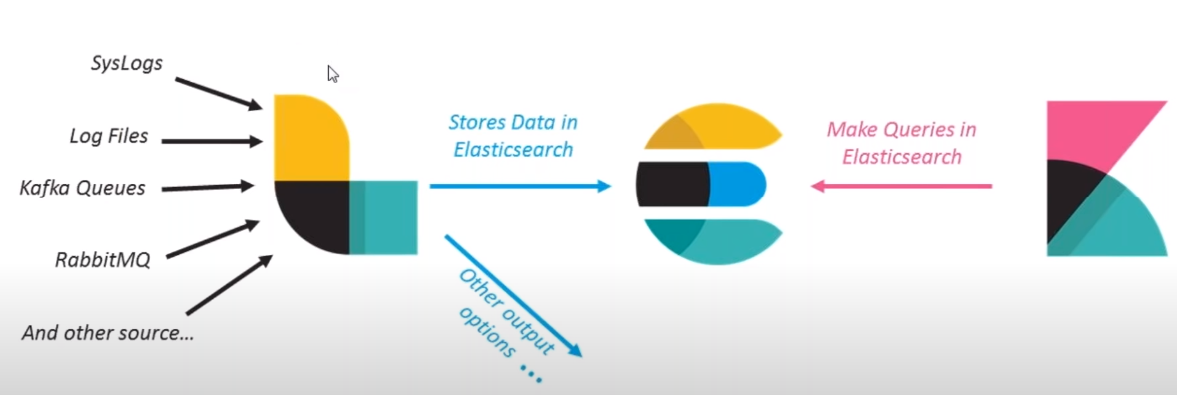 SysLogs
Log Files
Kafka Queues
RabbitMQ
And other source...
Stores Data in
Elasticsearch
Other output
options ...
Make Queries in
Elasticsearch